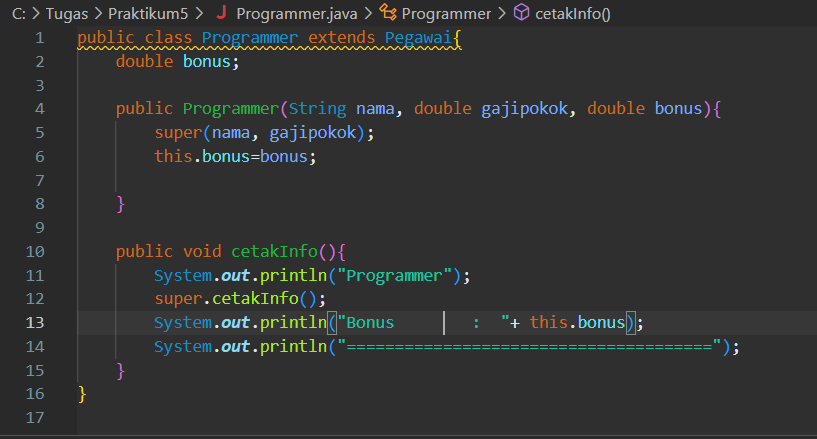 C: > Tugas > Praktikum5 > J Programmer.java > Programmer > cetakInfo()
1 public class Programmer extends Pegawai{
2     double bonus;
3
4     public Programmer(String nama, double gajipokok, double bonus){
5         super(nama, gajipokok);
6         this.bonus=bonus;
7
8     }
9
10     public void cetakInfo(){
11         System.out.println("Programmer");
12         super.cetakInfo();
13         System.out.println("Bonus        :  "+ this.bonus);
14         System.out.println("======================================");
15     }
16 }
17